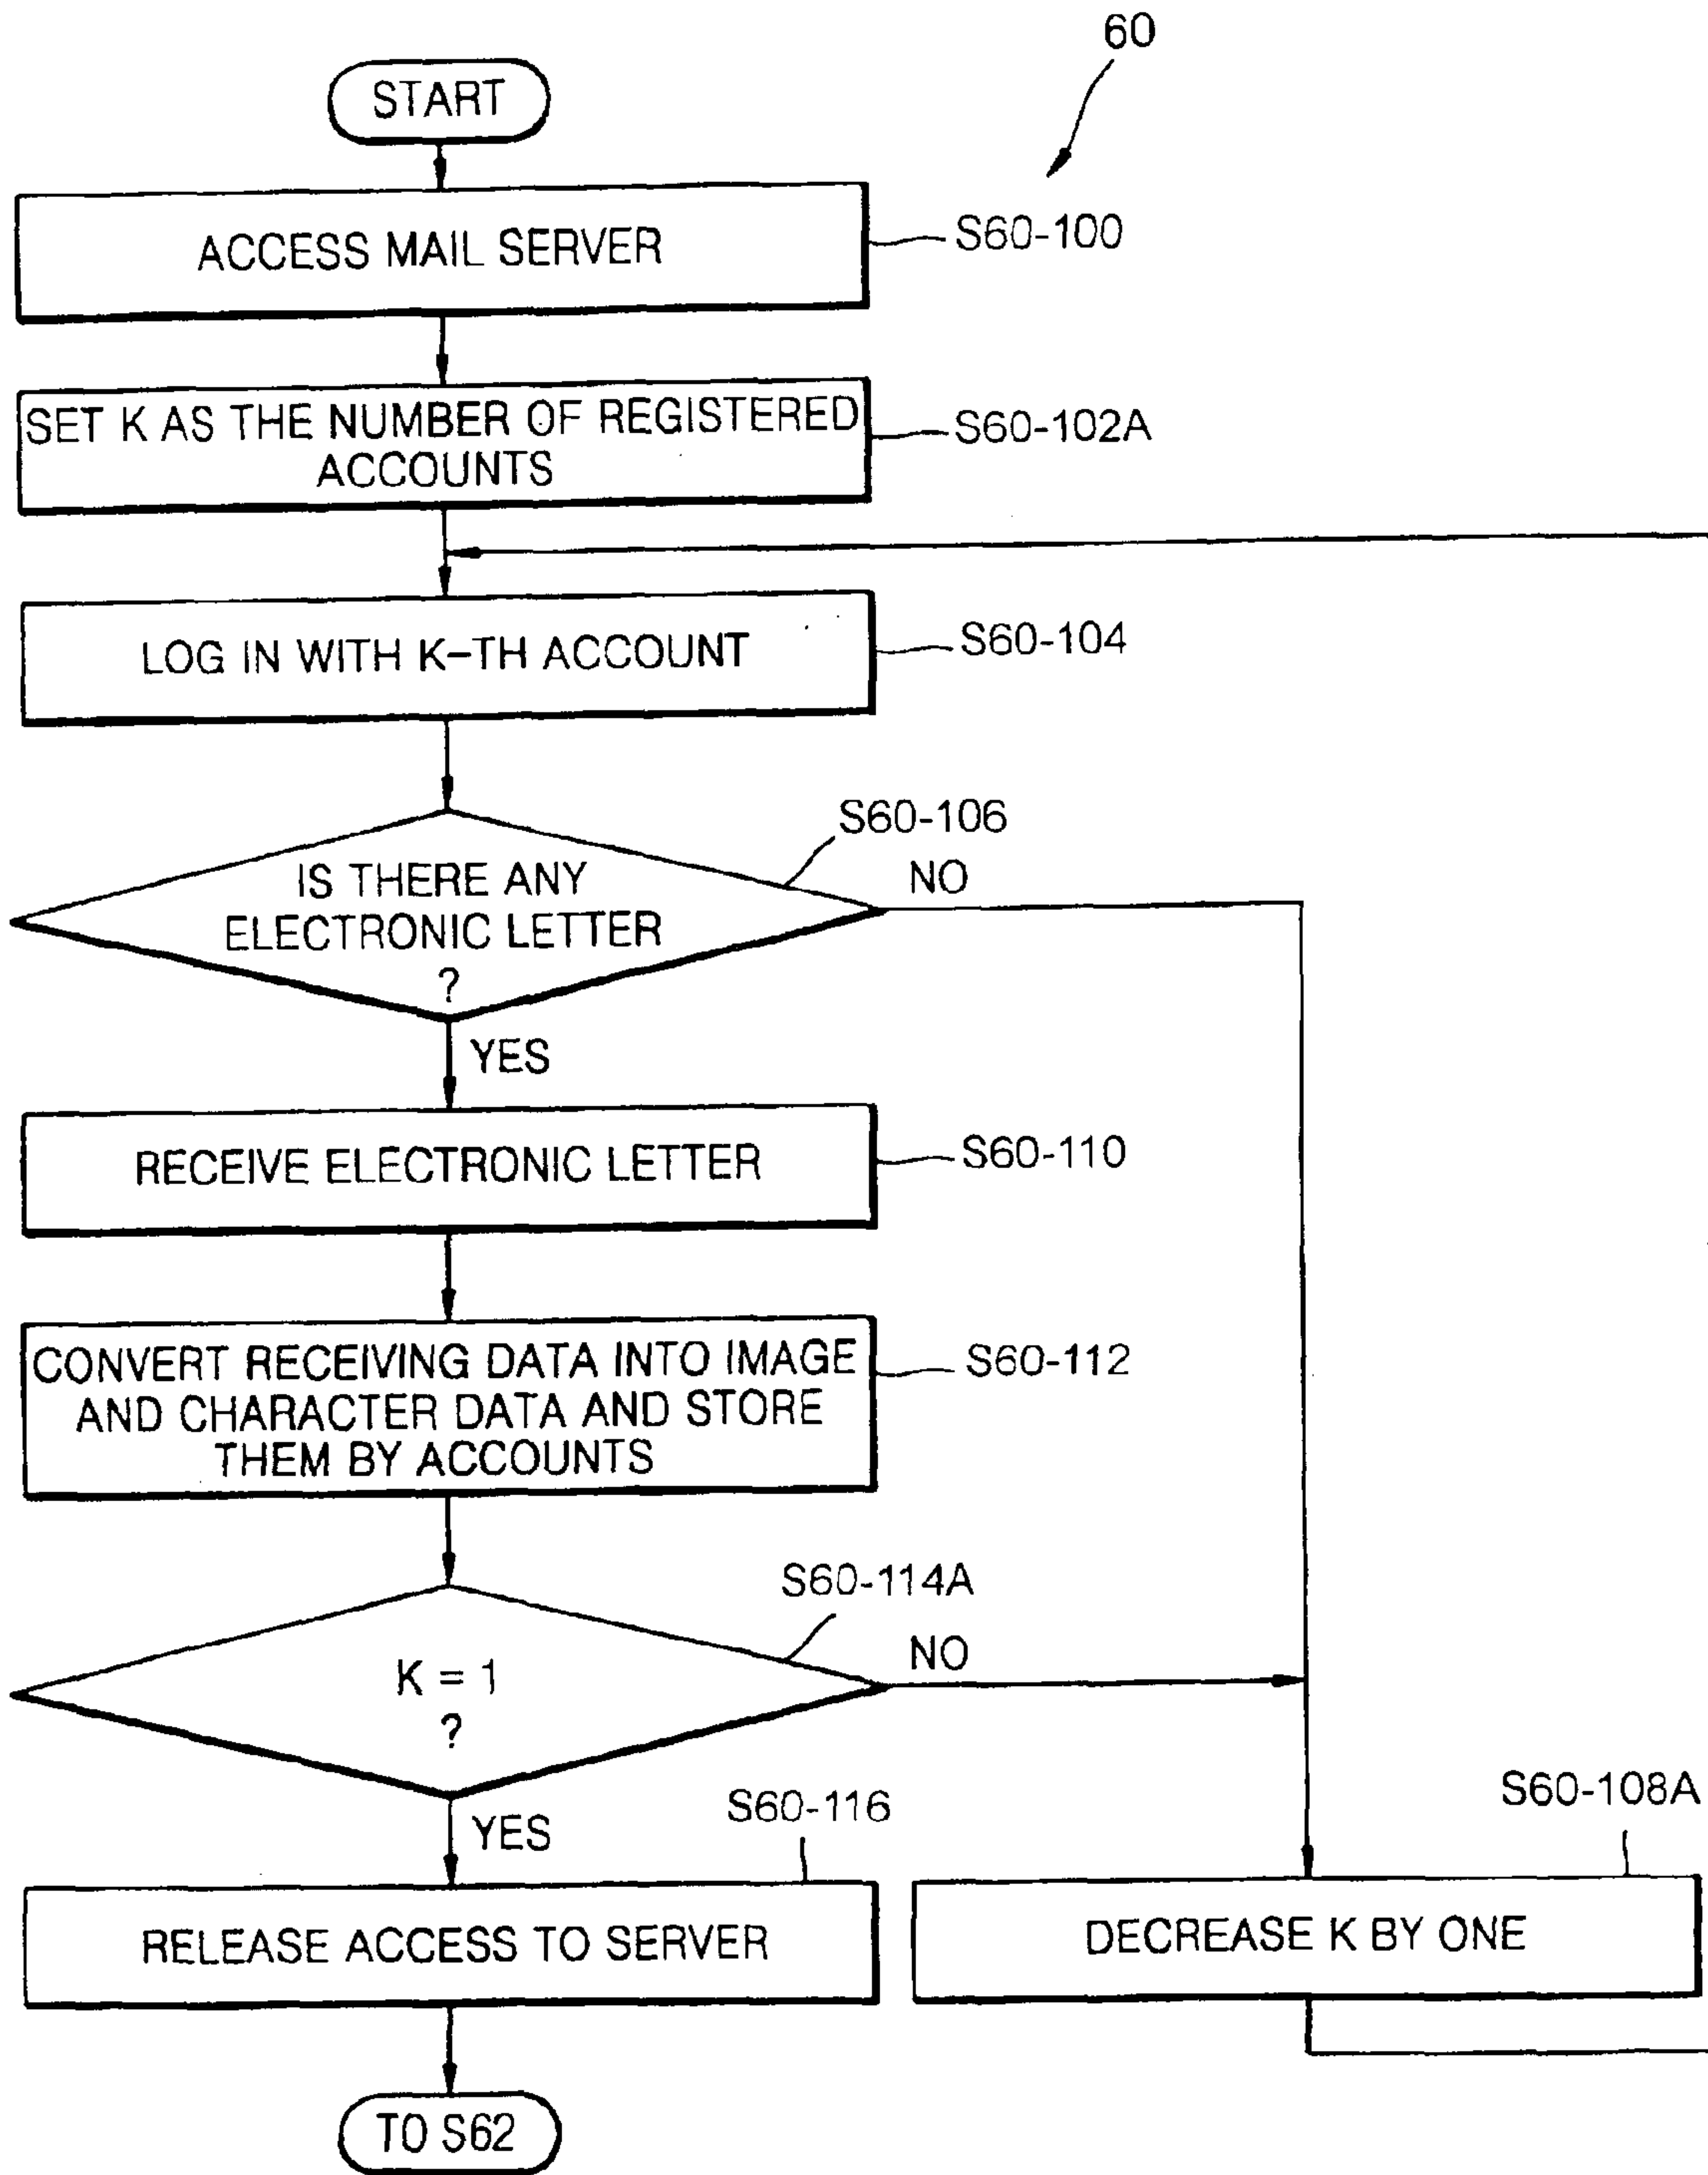 60
START
ACCESS MAIL SERVER
S60-100
SET K AS THE NUMBER OF REGISTERED
ACCOUNTS
S60-102A
LOG IN WITH K-TH ACCOUNT
S60-104
S60-106
IS THERE ANY
ELECTRONIC LETTER
?
NO
YES
RECEIVE ELECTRONIC LETTER
S60-110
CONVERT RECEIVING DATA INTO IMAGE
AND CHARACTER DATA AND STORE
THEM BY ACCOUNTS
S60-112
S60-114A
K = 1
?
NO
YES
S60-116
S60-108A
RELEASE ACCESS TO SERVER
DECREASE K BY ONE
TO S62